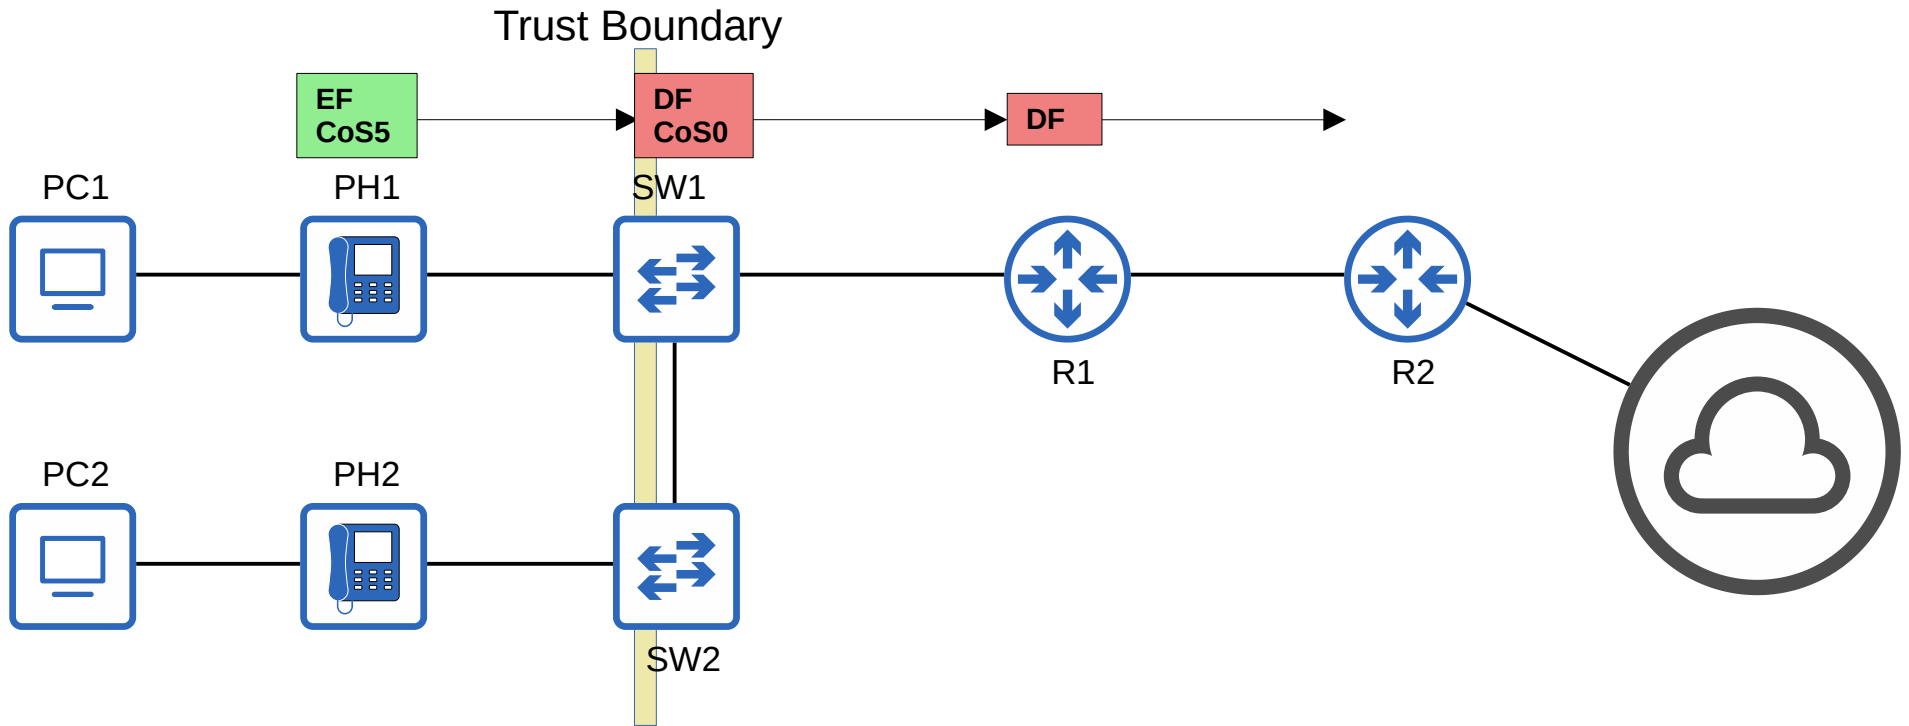 Trust Boundary
EF
CoS5
DF
CoS0
DF
PC1
PH1
SW1
R1
R2
PC2
PH2
SW2